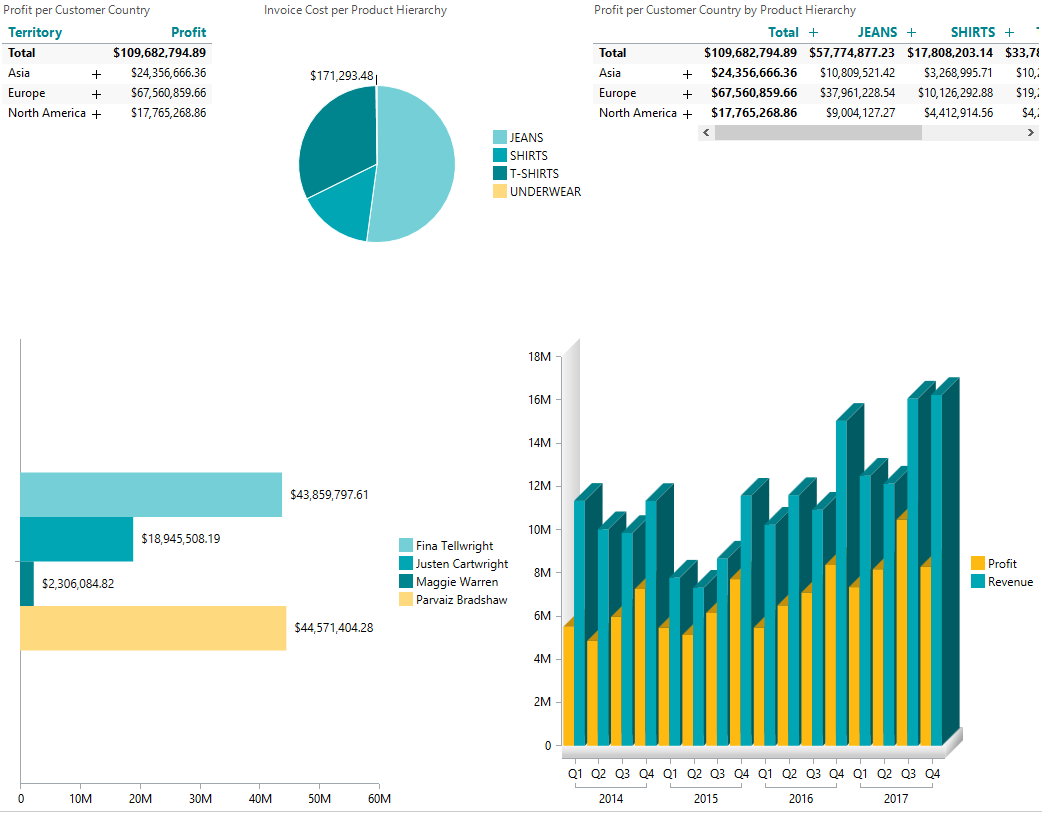 Profit per Customer Country
Territory Profit
Total $109,682,794.89
Asia + $24,356,666.36
Europe + $67,560,859.66
North America + $17,765,268.86
Invoice Cost per Product Hierarchy
$171,293.48
JEANS
SHIRTS
T-SHIRTS
UNDERWEAR
Profit per Customer Country by Product Hierarchy
Total + JEANS + SHIRTS +
Total $109,682,794.89 $57,774,877.23 $17,808,203.14 $33,78
Asia + $24,356,666.36 $10,809,521.42 $3,268,995.71 $10,
Europe + $67,560,859.66 $37,961,228.54 $10,126,292.88 $19,
North America + $17,765,268.86 $9,004,127.27 $4,412,914.56 $4,
$43,859,797.61
$18,945,508.19
$2,306,084.82
$44,571,404.28
0 10M 20M 30M 40M 50M 60M
Fina Tellwright
Justen Cartwright
Maggie Warren
Parvaiz Bradshaw
18M
16M
14M
12M
10M
8M
6M
4M
2M
0
Q1 Q2 Q3 Q4 Q1 Q2 Q3 Q4 Q1 Q2 Q3 Q4 Q1 Q2 Q3 Q4
2014 2015 2016 2017
Profit
Revenue